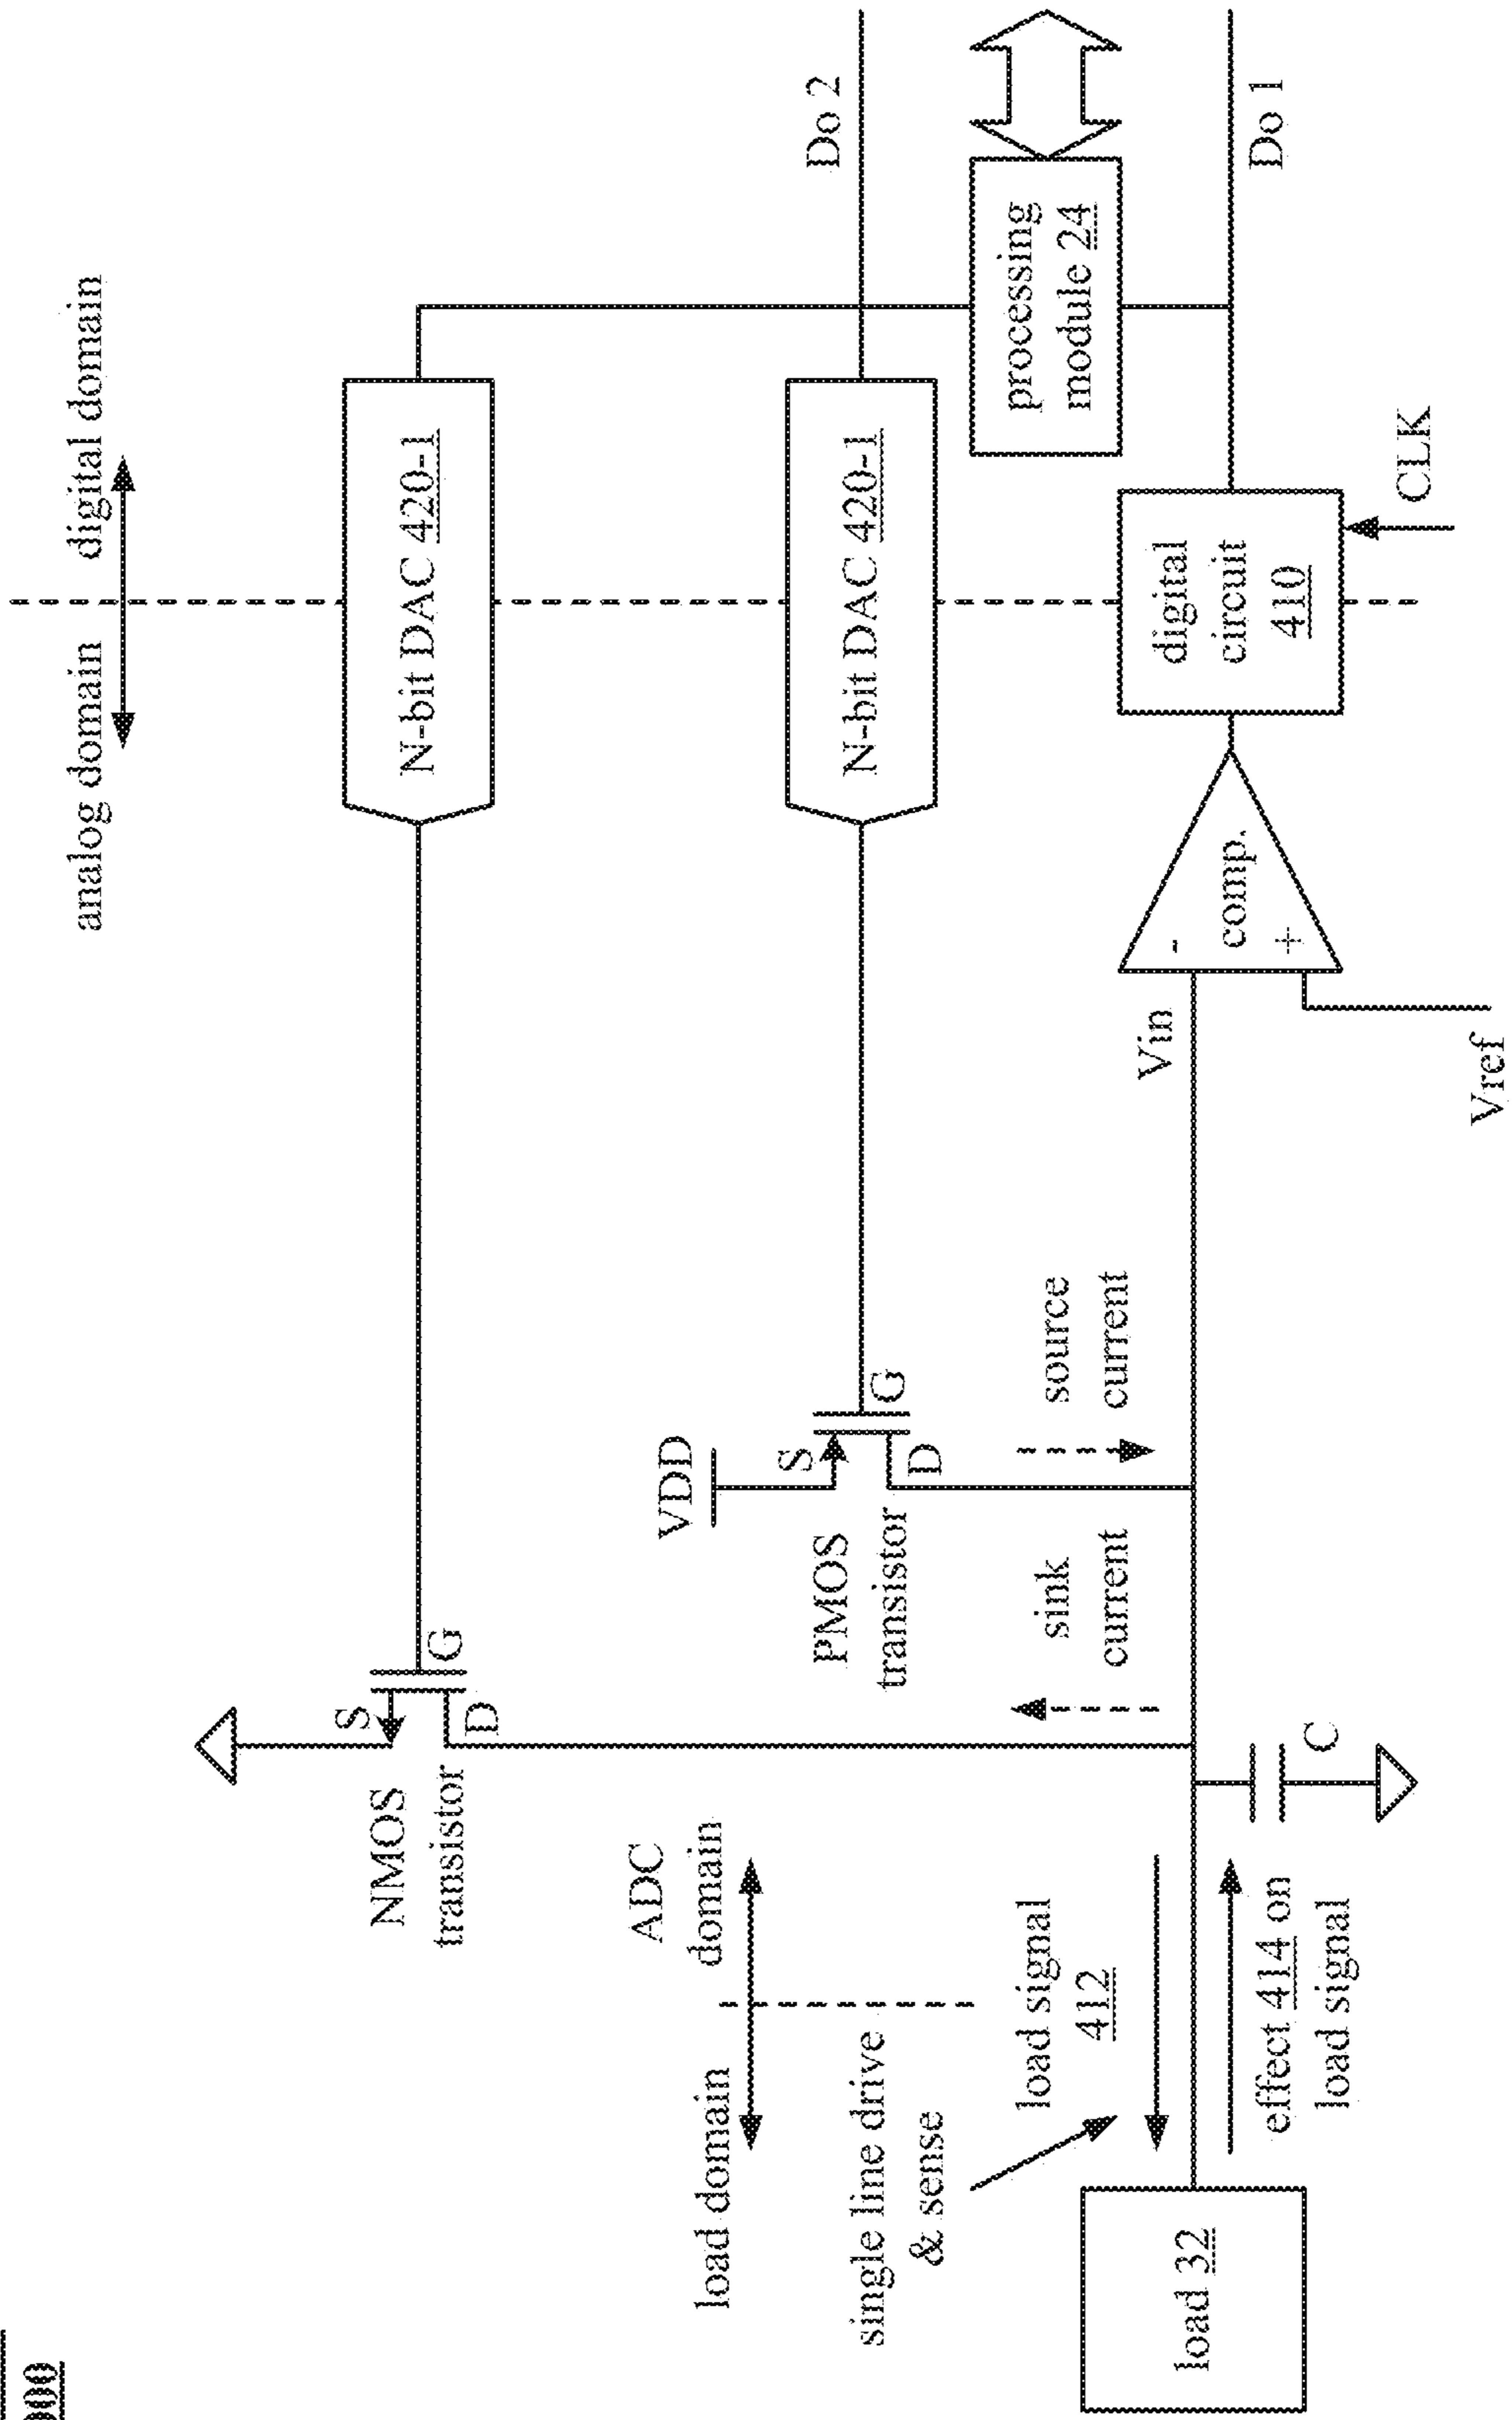 analog domain
digital domain
N-bit DAC 420-1
NMOS
transistor
S
G
D
ADC
domain
load domain
VDD
S
G
D
PMOS
transistor
N-bit DAC 420-1
Do 2
single line drive
& sense
sink
current
source
current
processing
module 24
load signal
412
Vin
-
comp.
+
digital
circuit
410
Do 1
load 32
effect 414 on
load signal
C
CLK
Vref